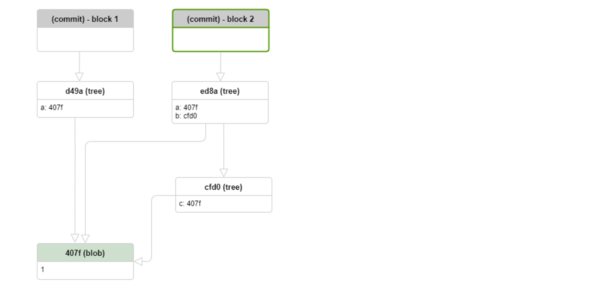 (commit) - block 1
(commit) - block 2
d49a (tree)
a: 407f
ed8a (tree)
a: 407f
b: cfd0
cfd0 (tree)
c: 407f
407f (blob)
1